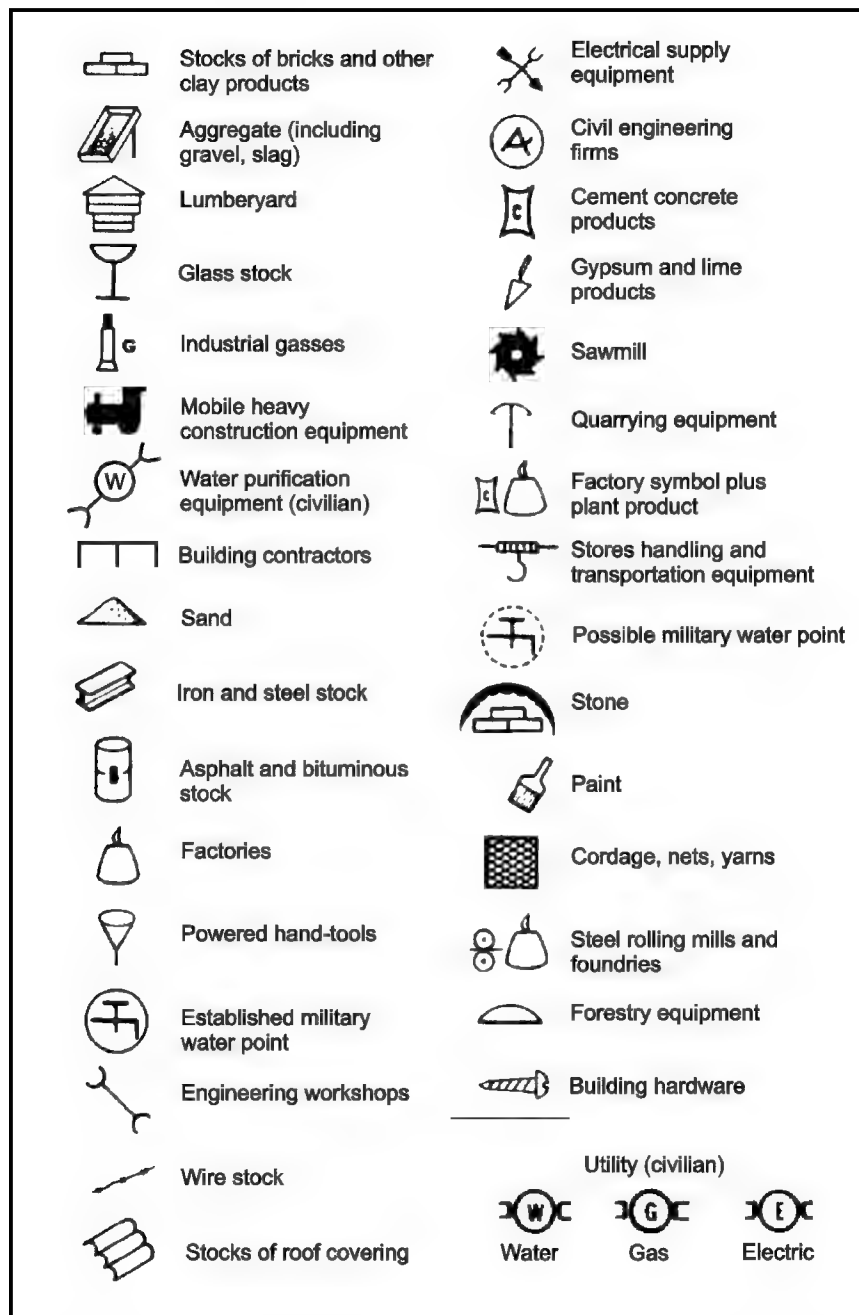 Stocks of bricks and other
clay products
Aggregate (including
gravel, slag)
Lumberyard
Glass stock
G
Industrial gasses
Mobile heavy
construction equipment
W
Water purification
equipment (civilian)
Building contractors
Sand
Iron and steel stock
B
Asphalt and bituminous
stock
Factories
Powered hand-tools
Established military
water point
Engineering workshops
Wire stock
Stocks of roof covering
Electrical supply
equipment
A
Civil engineering
firms
C
Cement concrete
products
Gypsum and lime
products
Sawmill
Quarrying equipment
C
Factory symbol plus
plant product
Stores handling and
transportation equipment
Possible military water point
Stone
Paint
Cordage, nets, yarns
Steel rolling mills and
foundries
Forestry equipment
Building hardware
Utility (civilian)
W G E
Water Gas Electric